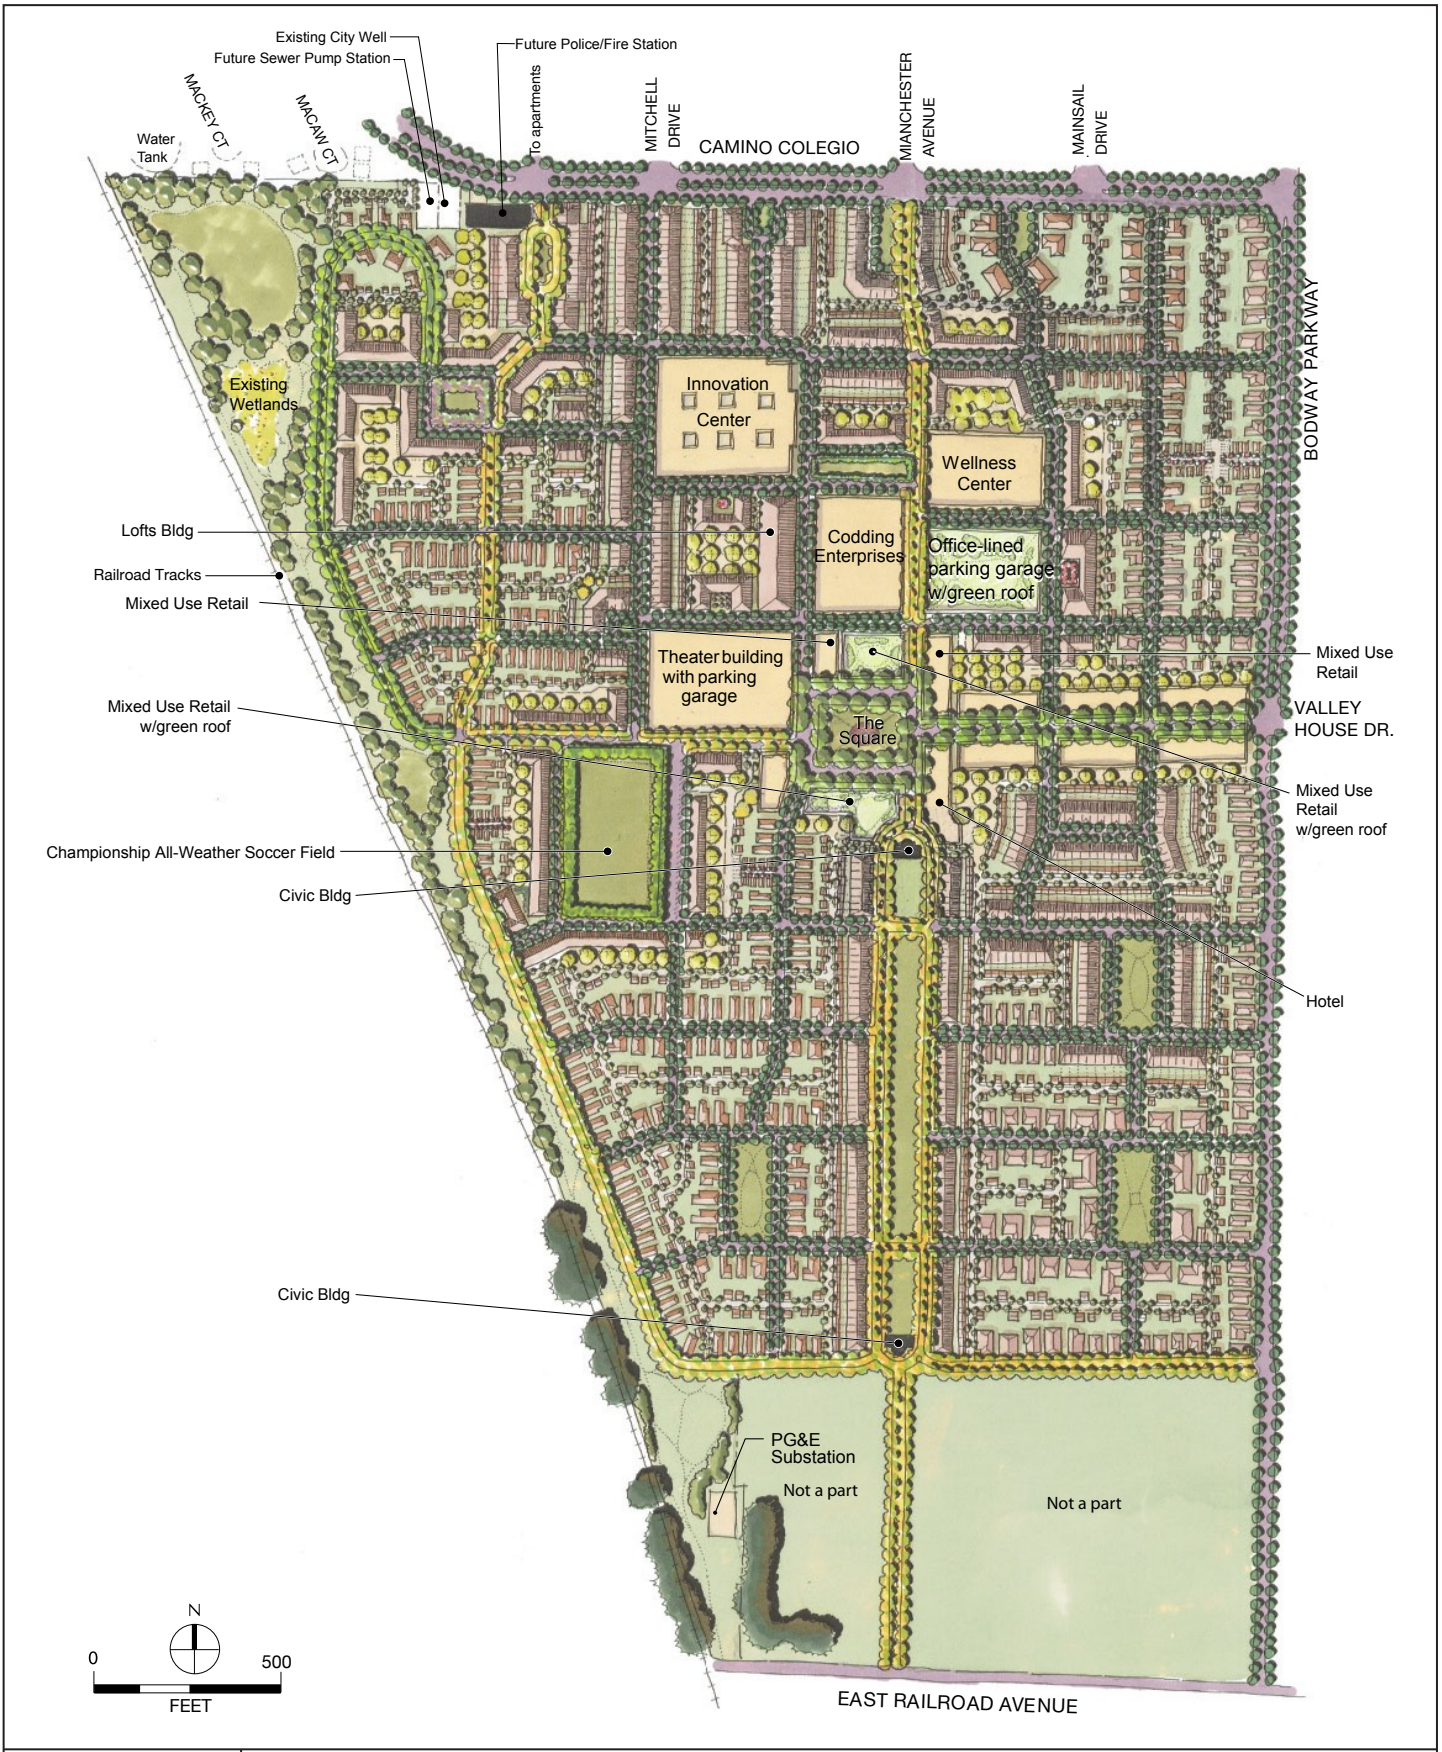 Existing City Well
Future Sewer Pump Station
Future Police/Fire Station
MACKEY CT
MACAW CT
Water
Tank
To apartments
MITCHELL
DRIVE
CAMINO COLEGIO
MIANCHESTER
AVENUE
MAINSAIL
DRIVE
BODWAY PARKWAY
Existing
Wetlands
Innovation
Center
Wellness
Center
Lofts Bldg
Codding
Enterprises
Office-lined
parking garage
w/green roof
Railroad Tracks
Mixed Use Retail
Theater building
with parking
garage
Mixed Use
Retail
Mixed Use Retail
w/green roof
The
Square
VALLEY
HOUSE DR.
Mixed Use
Retail
w/green roof
Championship All-Weather Soccer Field
Civic Bldg
Hotel
Civic Bldg
PG&E
Substation
Not a part
Not a part
N
0
500
FEET
EAST RAILROAD AVENUE